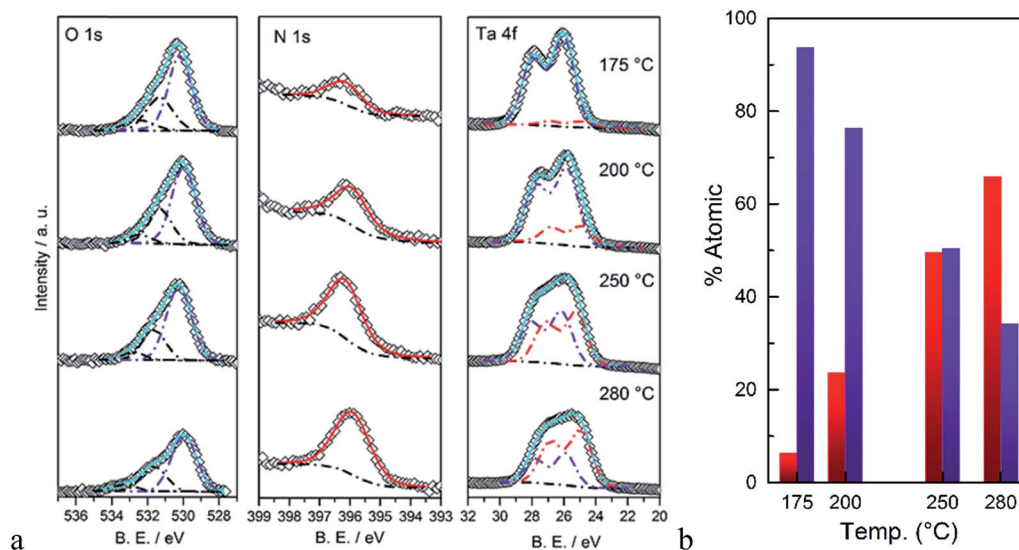 O 1s
N 1s
Ta 4f
175 °C
200 °C
250 °C
280 °C
Intensity / a. u.
536 534 532 530 528
B. E. / eV
399 398 397 396 395 394 393
B. E. / eV
32 30 28 26 24 22 20
B. E. / eV
a
100
80
60
40
20
0
% Atomic
175 200 250 280
Temp. (°C)
b